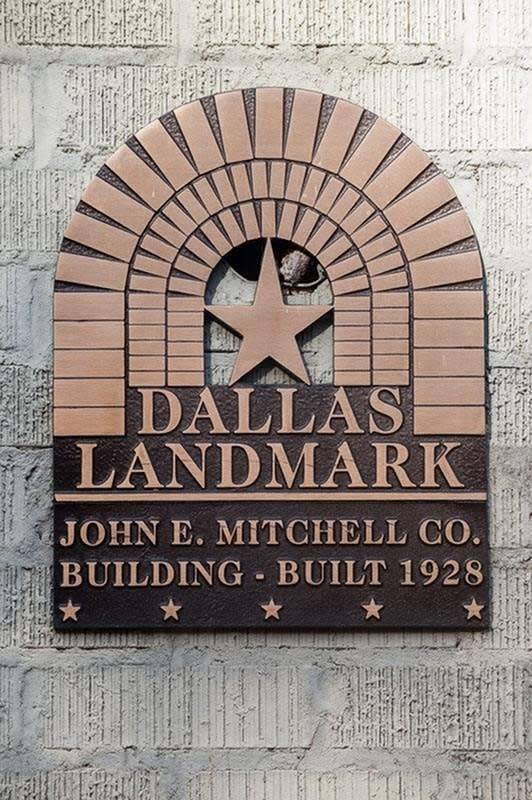 DALLAS
LANDMARK
JOHN E. MITCHELL CO.
BUILDING - BUILT 1928